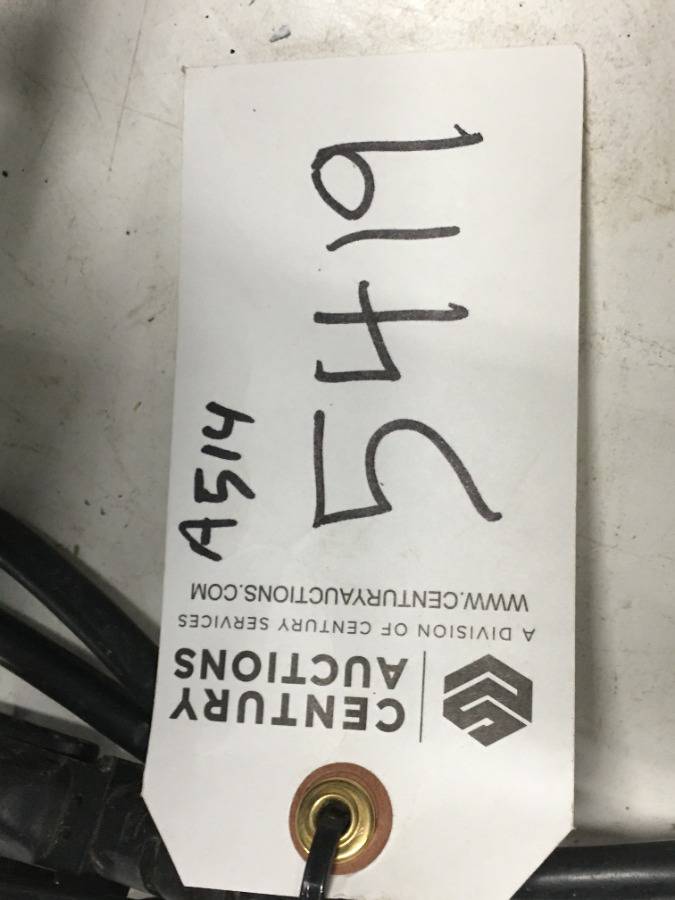 CENTURY
AUCTIONS
A DIVISION OF CENTURY SERVICES
WWW.CENTURYAUCTIONS.COM
A514
5419